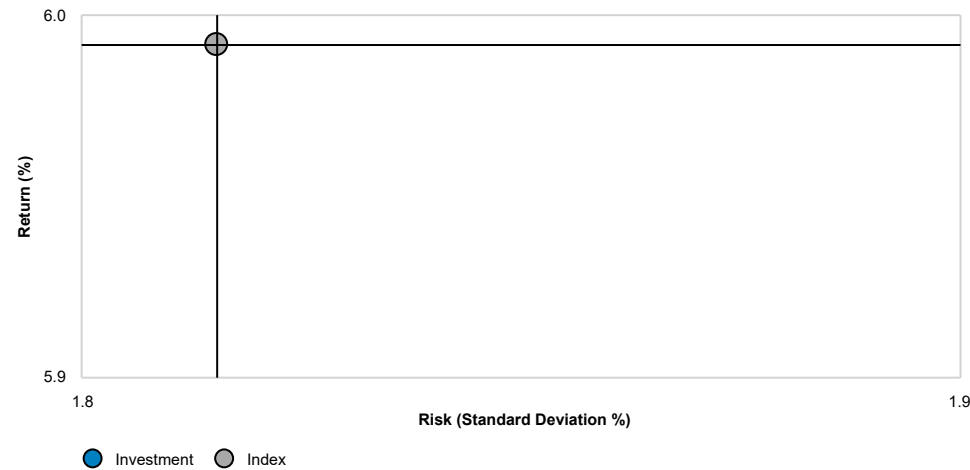 6.0
Return (%)
5.9
1.8
1.9
Risk (Standard Deviation %)
Investment Index